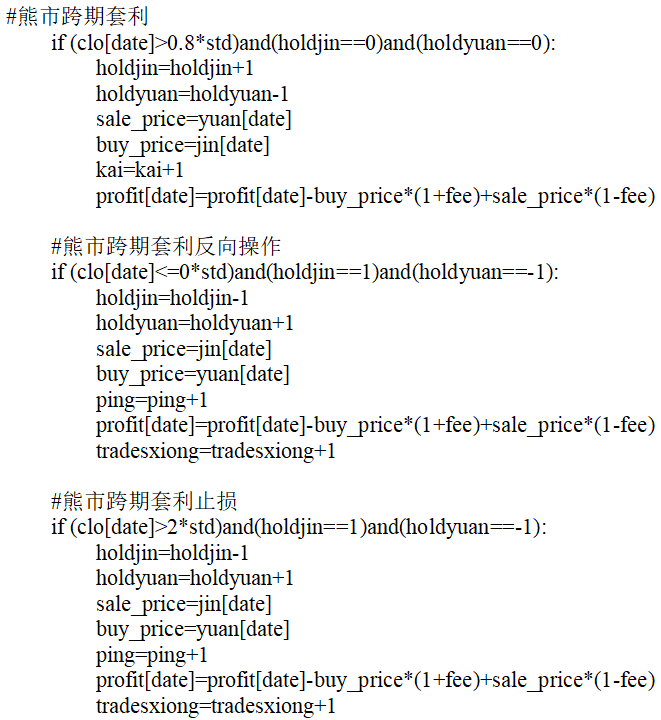 #熊市跨期套利
if (clo[date]>0.8*std)and(holdjin==0)and(holdyuan==0):
holdjin=holdjin+1
holdyuan=holdyuan-1
sale_price=yuan[date]
buy_price=jin[date]
kai=kai+1
profit[date]=profit[date]-buy_price*(1+fee)+sale_price*(1-fee)
#熊市跨期套利反向操作
if (clo[date]<=0*std)and(holdjin==1)and(holdyuan==-1):
holdjin=holdjin-1
holdyuan=holdyuan+1
sale_price=jin[date]
buy_price=yuan[date]
ping=ping+1
profit[date]=profit[date]-buy_price*(1+fee)+sale_price*(1-fee)
tradesxiong=tradesxiong+1
#熊市跨期套利止损
if (clo[date]>2*std)and(holdjin==1)and(holdyuan==-1):
holdjin=holdjin-1
holdyuan=holdyuan+1
sale_price=jin[date]
buy_price=yuan[date]
ping=ping+1
profit[date]=profit[date]-buy_price*(1+fee)+sale_price*(1-fee)
tradesxiong=tradesxiong+1